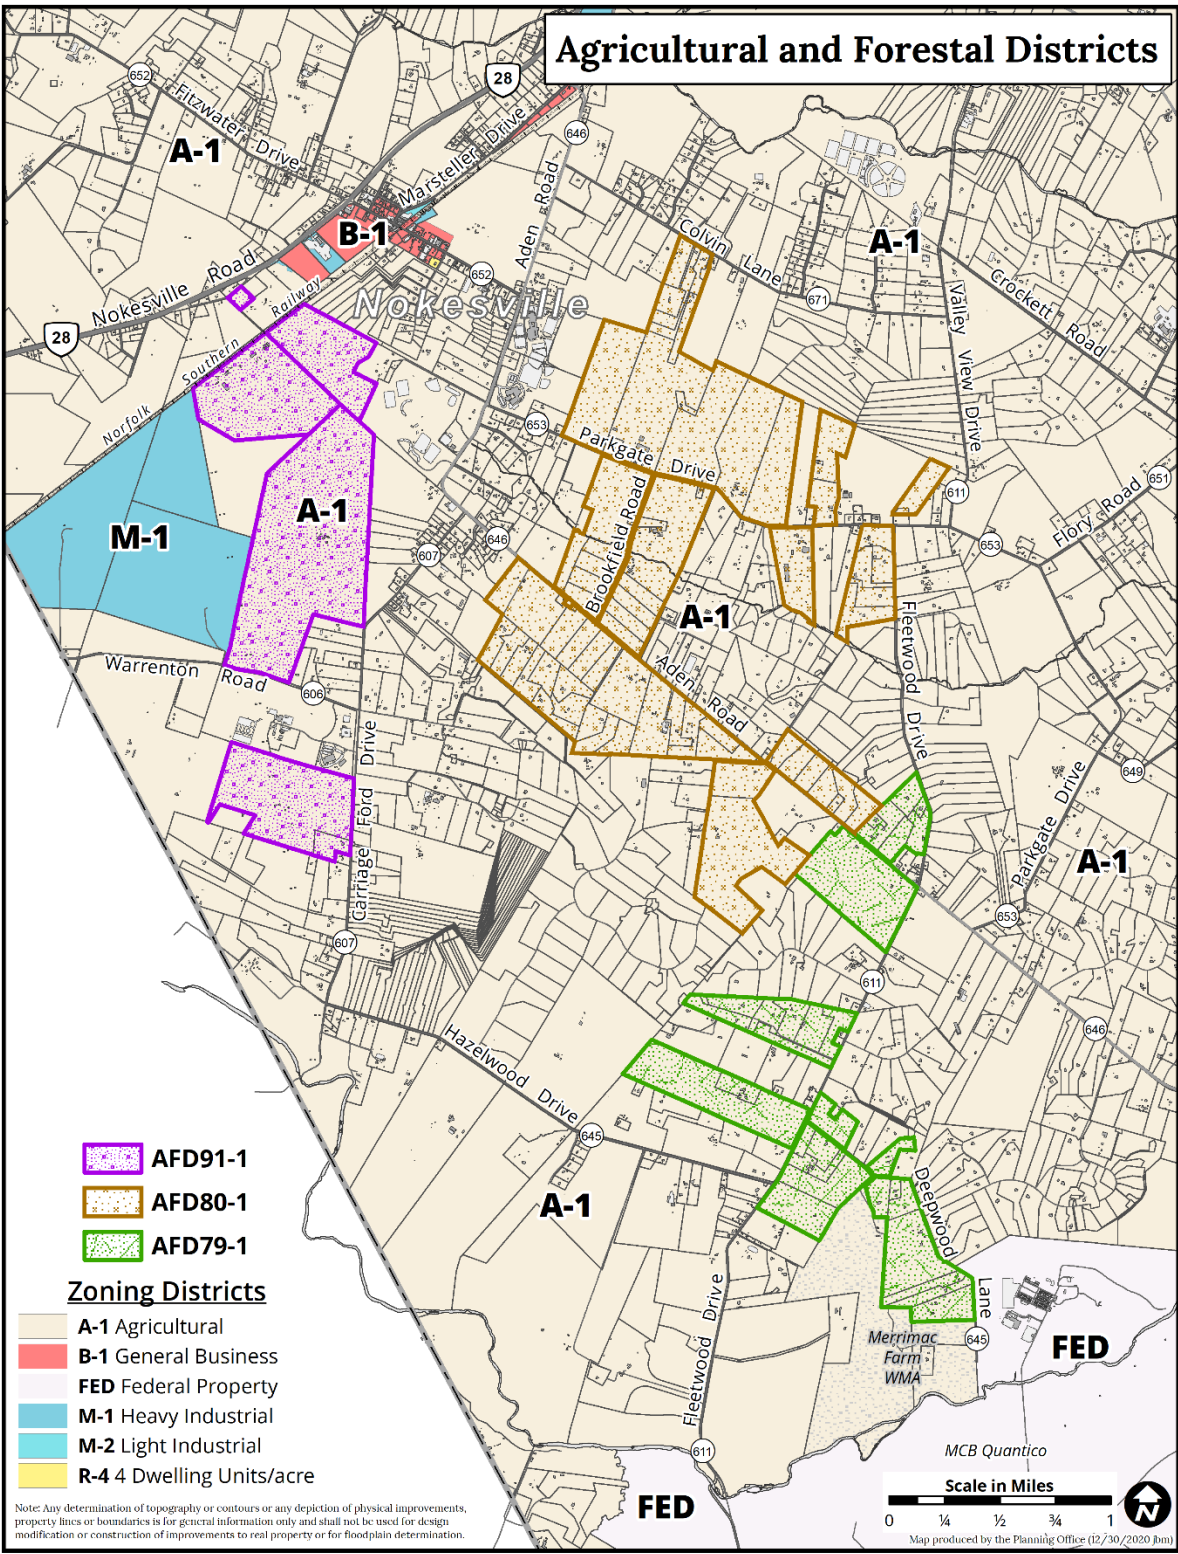 Agricultural and Forestal Districts
28
652
Fitzwater Drive
A-1
Marsteller Drive
646
Aden Road
B-1
Colvin Lane
A-1
652
671
Nokesville Road
Nokesville
Crockett Road
Valley View Drive
28
Norfolk Southern Railway
653
Parkgate Drive
651
611
Flory Road
A-1
M-1
646
607
653
Brookfield Road
A-1
Fleetwood Drive
Warrenton Road
606
Aden Road
Carriage Ford Drive
649
Parkgate Drive
A-1
653
607
611
646
Hazelwood Drive
645
A-1
Deepwood Lane
Fleetwood Drive
Merrimac
Farm
WMA
645
FED
611
MCB Quantico
FED
AFD91-1
AFD80-1
AFD79-1
Zoning Districts
A-1 Agricultural
B-1 General Business
FED Federal Property
M-1 Heavy Industrial
M-2 Light Industrial
R-4 4 Dwelling Units/acre
Note: Any determination of topography or contours or any depiction of physical improvements,
property lines or boundaries is for general information only and shall not be used for design
modification or construction of improvements to real property or for floodplain determination.
Scale in Miles
0 ¼ ½ ¾ 1
N
Map produced by the Planning Office (12/30/2020 jbm)